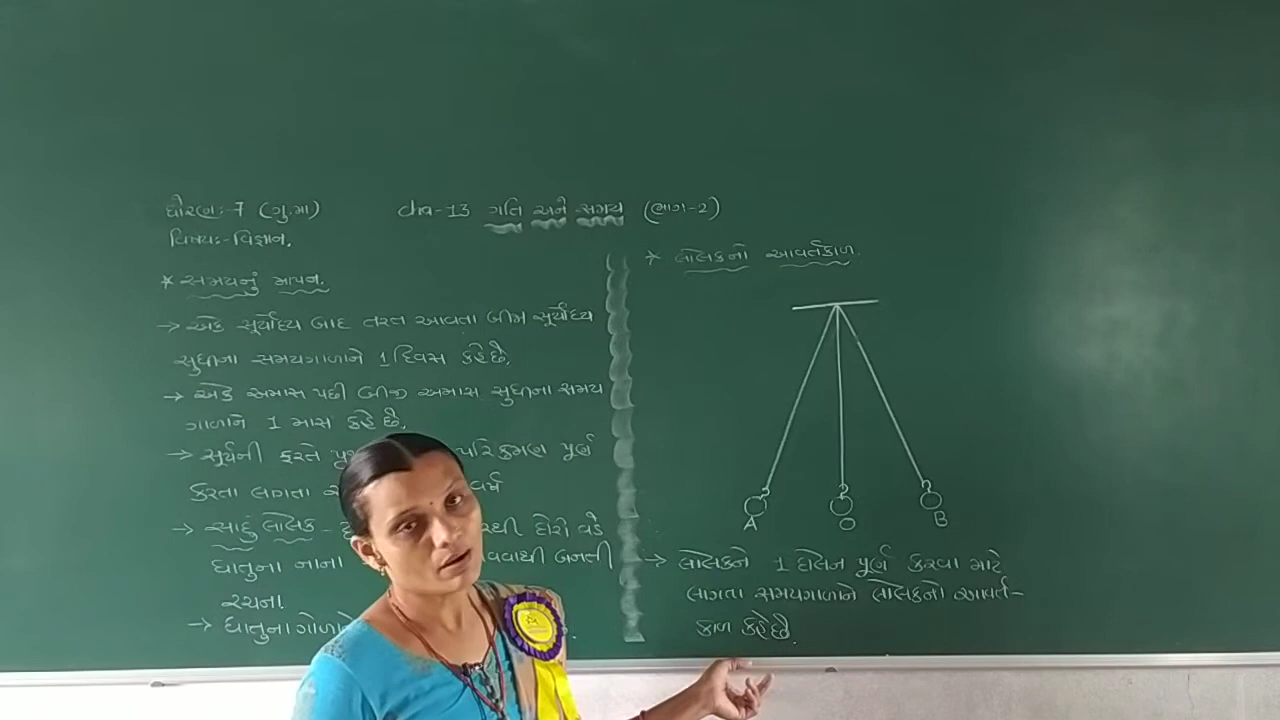 ધોરણ:-7 (ગુ.મા)
cha-13 ગતિ અને સમય (ભાગ-2)
વિષય:-વિજ્ઞાન.
* સમયનું માપન.
→ એક સૂર્યોદય બાદ તરત આવતા બીજા સૂર્યોદય
સુધીના સમયગાળાને 1 દિવસ કહે છે.
→ એક અમાસ પછી બીજી અમાસ સુધીના સમય
ગાળાને 1 માસ કહે છે.
→ સૂર્યની ફરતે પરિક્રમણ પૂર્ણ
કરતા લાગતા વર્ષ
→ સાદું લોલક - દોરી વડે
ધાતુના નાના બનતી
રચના.
→ ધાતુના
* લોલકનો આવર્તકાળ
A O B
→ લોલકને 1 દોલન પૂર્ણ કરવા માટે
લાગતા સમયગાળાને લોલકનો આવર્ત-
કાળ કહે છે.